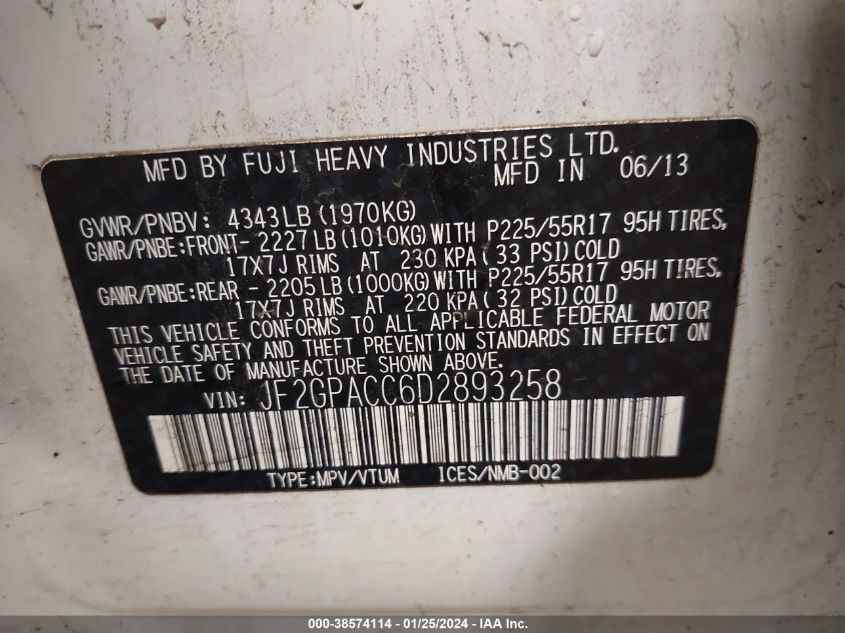 MFD BY FUJI HEAVY INDUSTRIES LTD.
MFD IN 06/13
GVWR/PNBV: 4343LB (1970KG)
GAWR/PNBE:FRONT- 2227LB (1010KG) WITH P225/55R17 95H TIRES,
17X7J RIMS AT 230 KPA ( 33 PSI) COLD
GAWR/PNBE:REAR - 2205LB (1000KG) WITH P225/55R17 95H TIRES,
17X7J RIMS AT 220 KPA ( 32 PSI) COLD
THIS VEHICLE CONFORMS TO ALL APPLICABLE FEDERAL MOTOR
VEHICLE SAFETY AND THEFT PREVENTION STANDARDS IN EFFECT ON
THE DATE OF MANUFACTURE SHOWN ABOVE.
VIN: JF2GPACC6D2893258
TYPE:MPV/VTUM ICES/NMB-002
000-38574114 - 01/25/2024 - IAA Inc.